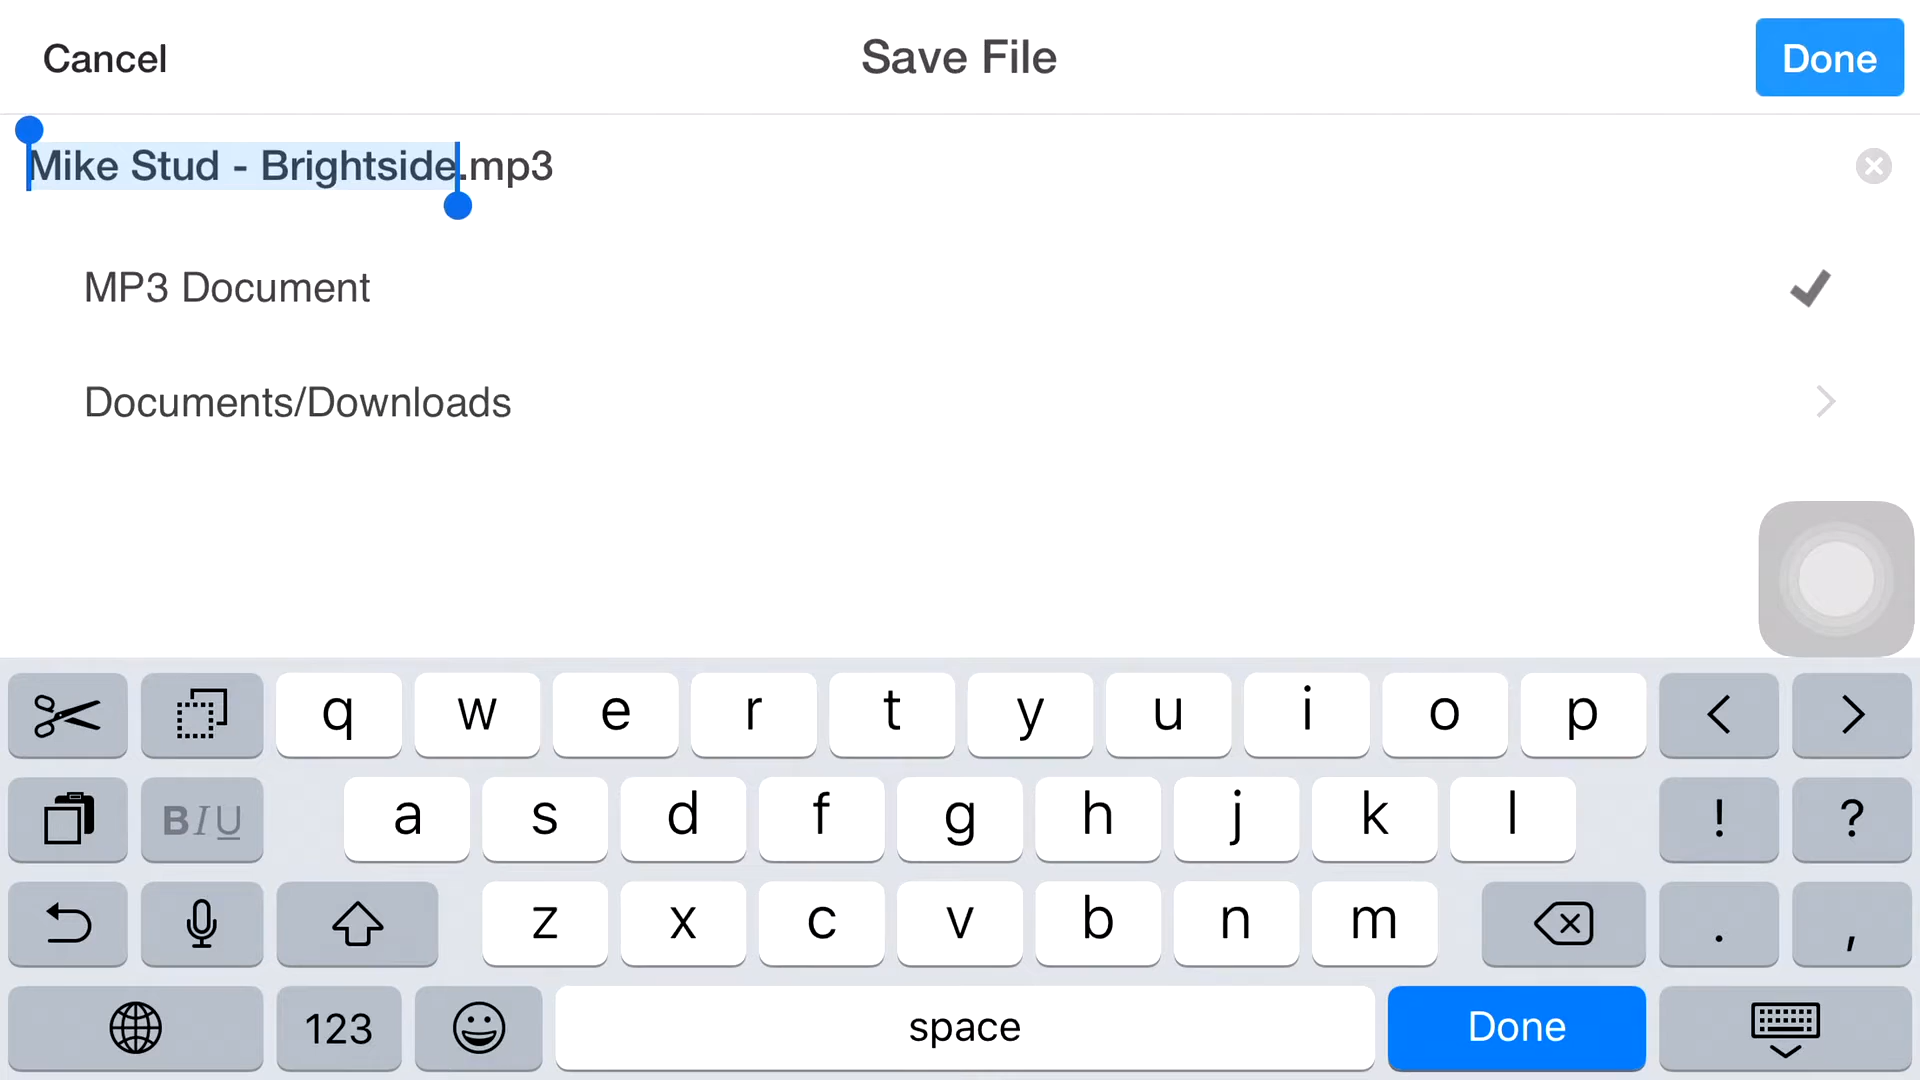 Cancel Save File Done
Mike Stud - Brightside.mp3
MP3 Document
Documents/Downloads
q w e r t y u i o p < >
BIU a s d f g h j k l ! ?
z x c v b n m . ,
123 space Done